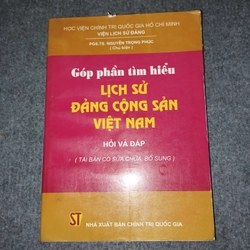 HỌC VIỆN CHÍNH TRỊ QUỐC GIA HỒ CHÍ MINH
VIỆN LỊCH SỬ ĐẢNG
PGS.TS. NGUYỄN TRỌNG PHÚC
( Chủ biên )
Góp phần tìm hiểu
LỊCH SỬ
ĐẢNG CỘNG SẢN
VIỆT NAM
HỎI VÀ ĐÁP
( TÁI BẢN CÓ SỬA CHỮA, BỔ SUNG )
ST
NHÀ XUẤT BẢN CHÍNH TRỊ QUỐC GIA